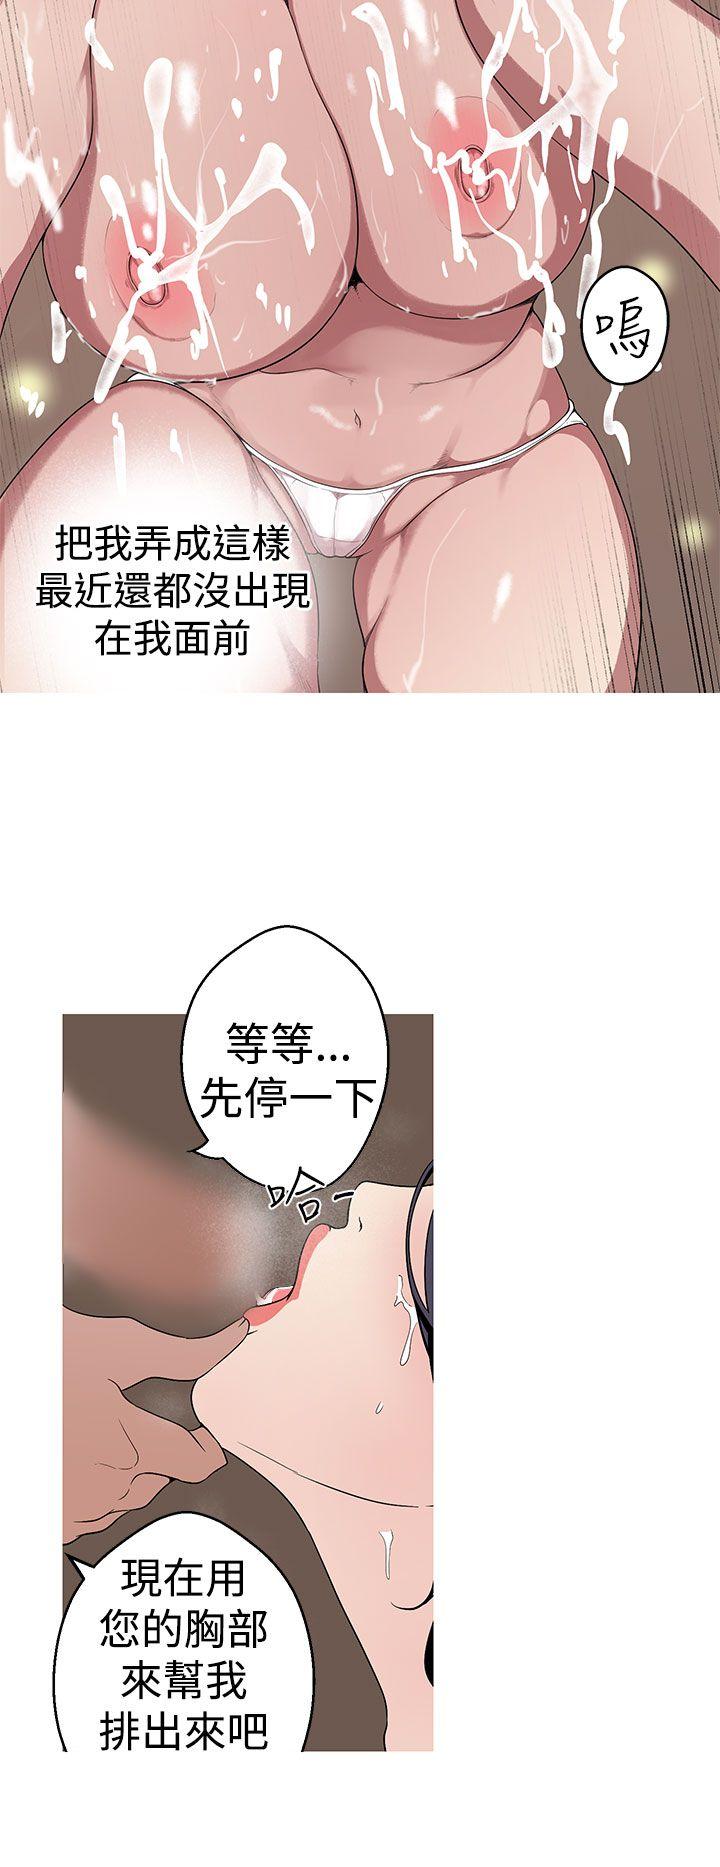 嗚
把我弄成這樣
最近還都沒出現
在我面前
等等...
先停一下
哈
現在用
您的胸部
來幫我
排出來吧